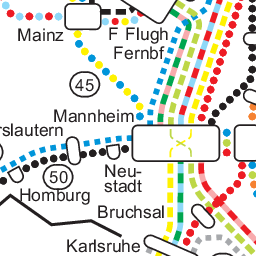 Mainz
F Flugh
Fernbf
45
Mannheim
rslautern
50
Neu-
stadt
Homburg
Bruchsal
Karlsruhe